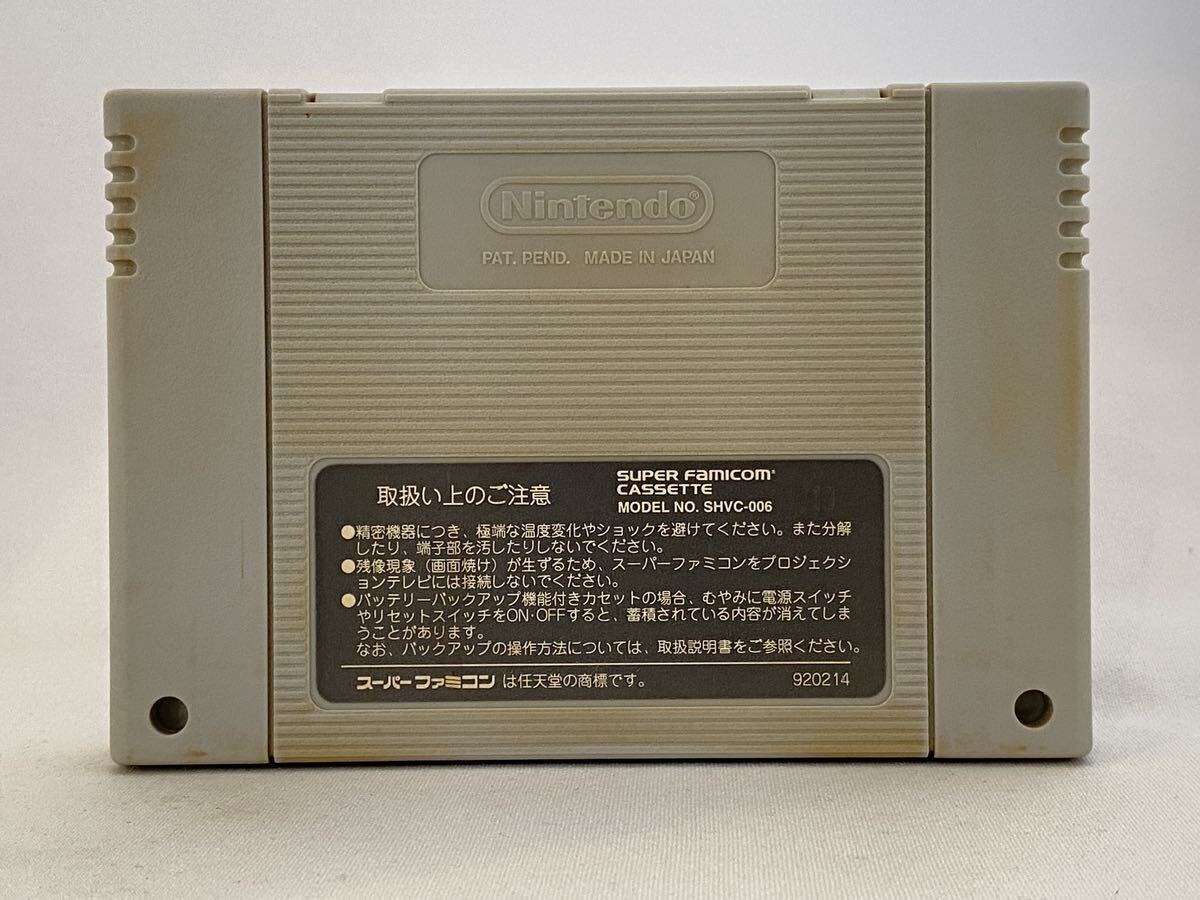 Nintendo®
PAT. PEND. MADE IN JAPAN
取扱い上のご注意
SUPER FAMICOM®
CASSETTE
MODEL NO. SHVC-006
●精密機器につき、極端な温度変化やショックを避けてください。また分解
したり、端子部を汚したりしないでください。
●残像現象（画面焼け）が生ずるため、スーパーファミコンをプロジェクシ
ョンテレビには接続しないでください。
●バッテリーバックアップ機能付きカセットの場合、むやみに電源スイッチ
やリセットスイッチをON・OFFすると、蓄積されている内容が消えてしま
うことがあります。
なお、バックアップの操作方法については、取扱説明書をご参照ください。
スーパーファミコン は任天堂の商標です。
920214